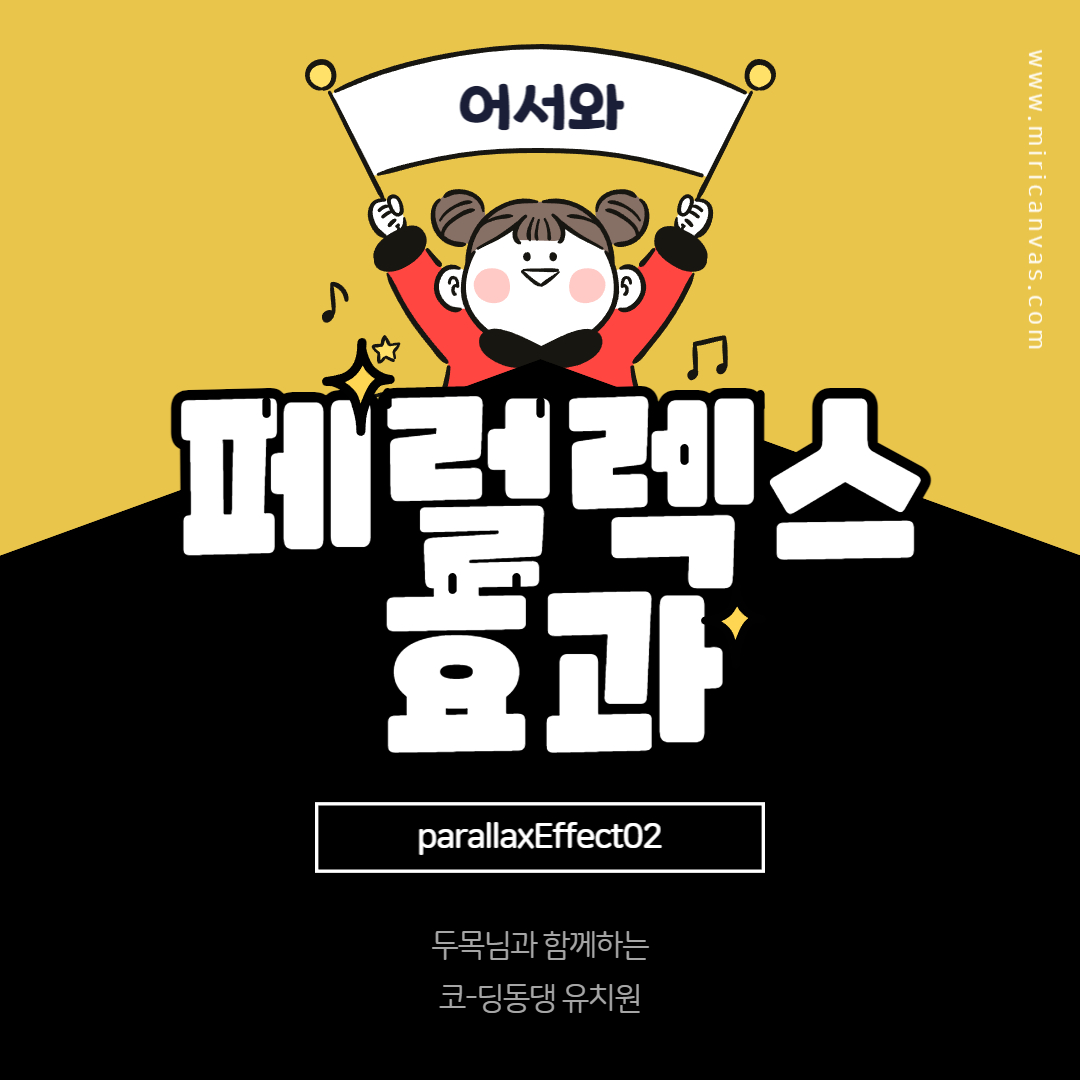 어서와
www.miricanvas.com
페럴렉스
효과
parallaxEffect02
두목님과 함께하는
코-딩동댕 유치원